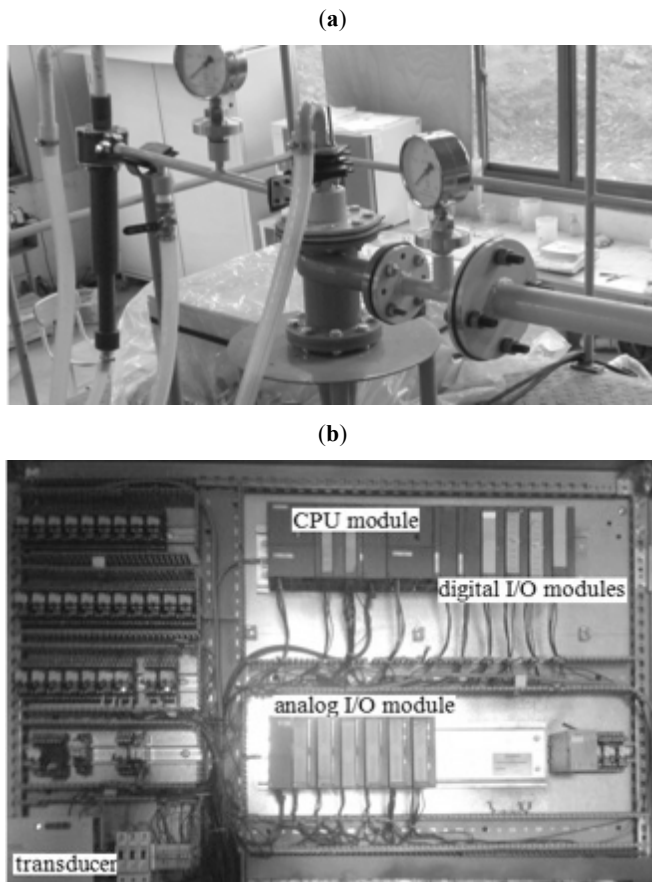 (a)
(b)
CPU module
digital I/O modules
analog I/O module
transducer